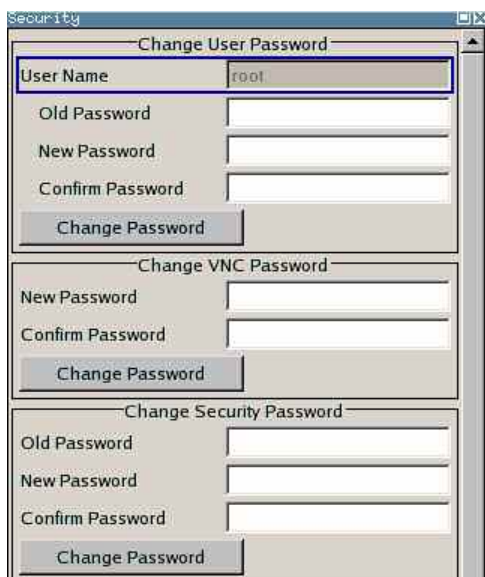 Security
Change User Password
User Name root
Old Password
New Password
Confirm Password
Change Password
Change VNC Password
New Password
Confirm Password
Change Password
Change Security Password
Old Password
New Password
Confirm Password
Change Password